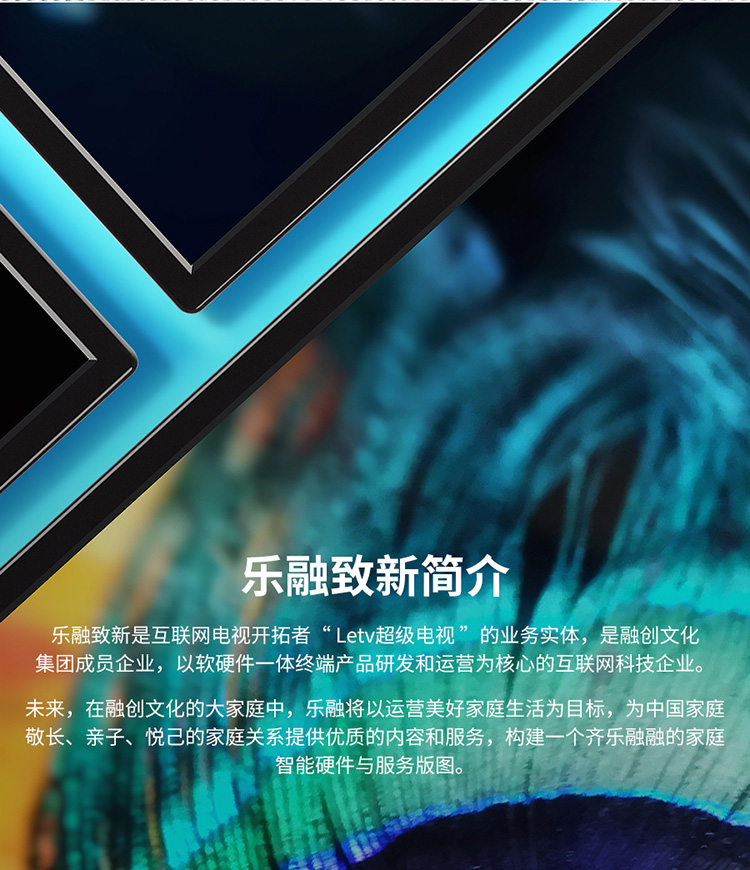 乐融致新简介
乐融致新是互联网电视开拓者“Letv超级电视”的业务实体，是融创文化
集团成员企业，以软硬件一体终端产品研发和运营为核心的互联网科技企业。
未来，在融创文化的大家庭中，乐融将以运营美好家庭生活为目标，为中国家庭
敬长、亲子、悦己的家庭关系提供优质的内容和服务，构建一个齐乐融融的家庭
智能硬件与服务版图。